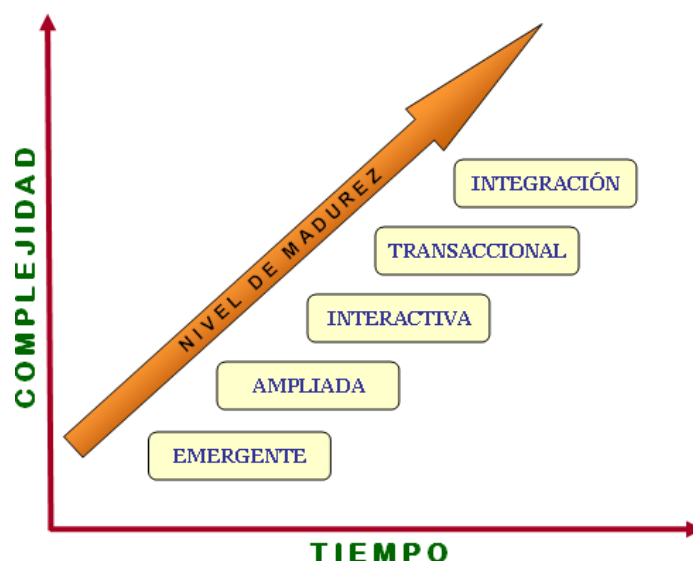 COMPLEJIDAD
NIVEL DE MADUREZ
INTEGRACIÓN
TRANSACCIONAL
INTERACTIVA
AMPLIADA
EMERGENTE
TIEMPO